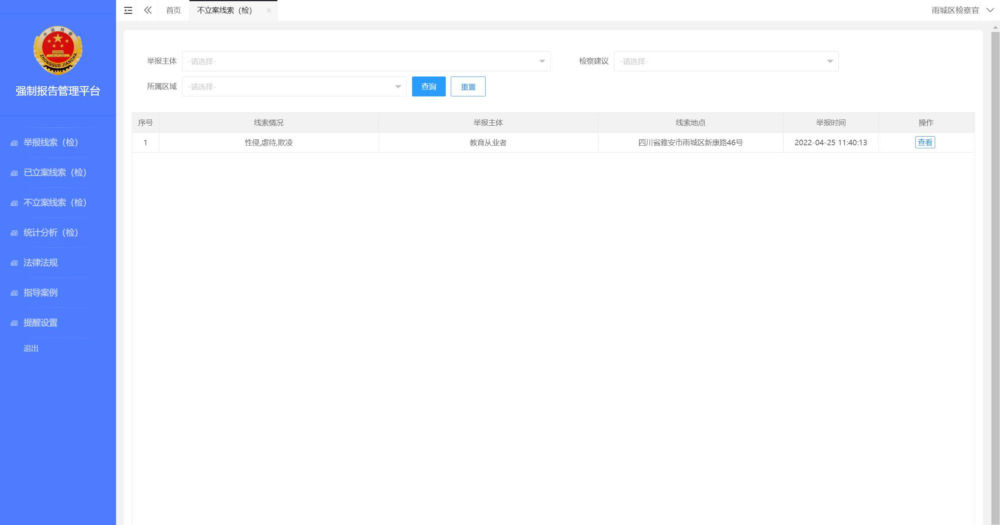 首页
不立案线索（检）
雨城区检察官
中国检察
ZHONGGUO JIANCHA
强制报告管理平台
举报线索（检）
已立案线索（检）
不立案线索（检）
统计分析（检）
法律法规
指导案例
提醒设置
退出
举报主体 -请选择- 检察建议 -请选择-
所属区域 -请选择- 查询 重置
序号 线索情况 举报主体 线索地点 举报时间 操作
1 性侵,虐待,欺凌 教育从业者 四川省雅安市雨城区新康路46号 2022-04-25 11:40:13 查看